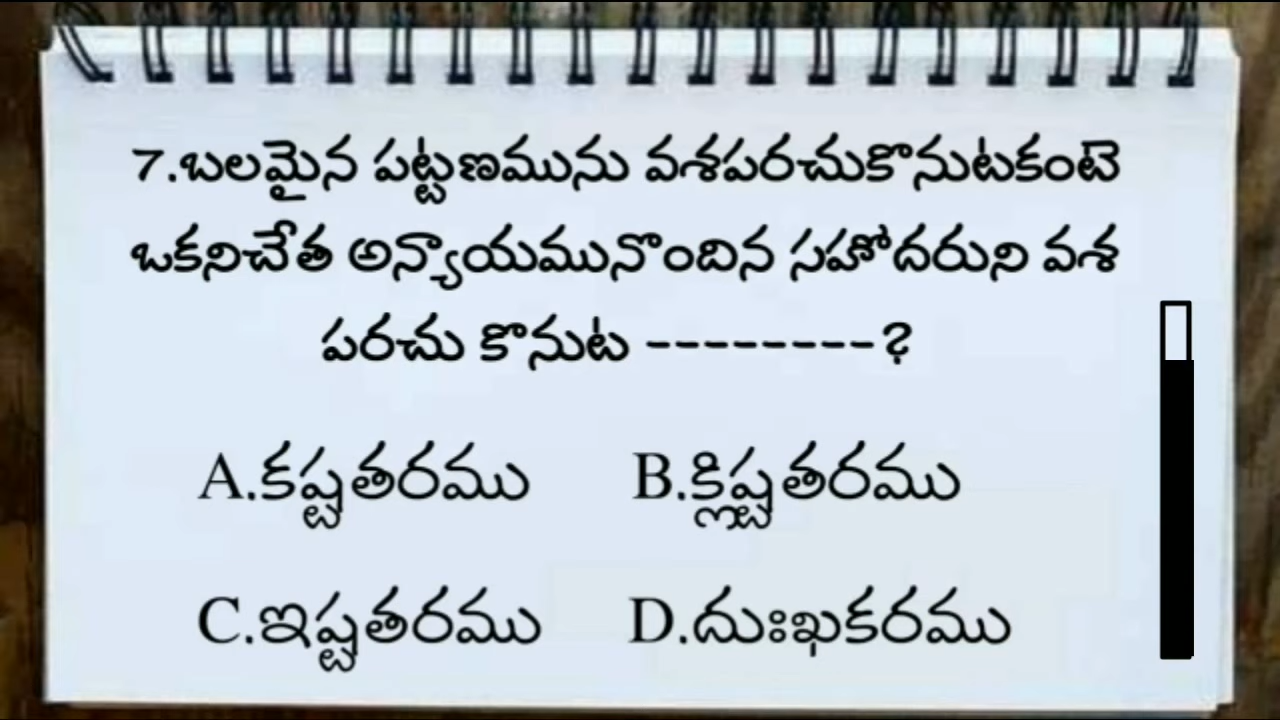 7.బలమైన పట్టణమును వశపరచుకొనుటకంటె
ఒకనిచేత అన్యాయమునొందిన సహోదరుని వశ
పరచు కొనుట --------?
A.కష్టతరము B.క్లిష్టతరము
C.ఇష్టతరము D.దుఃఖకరము